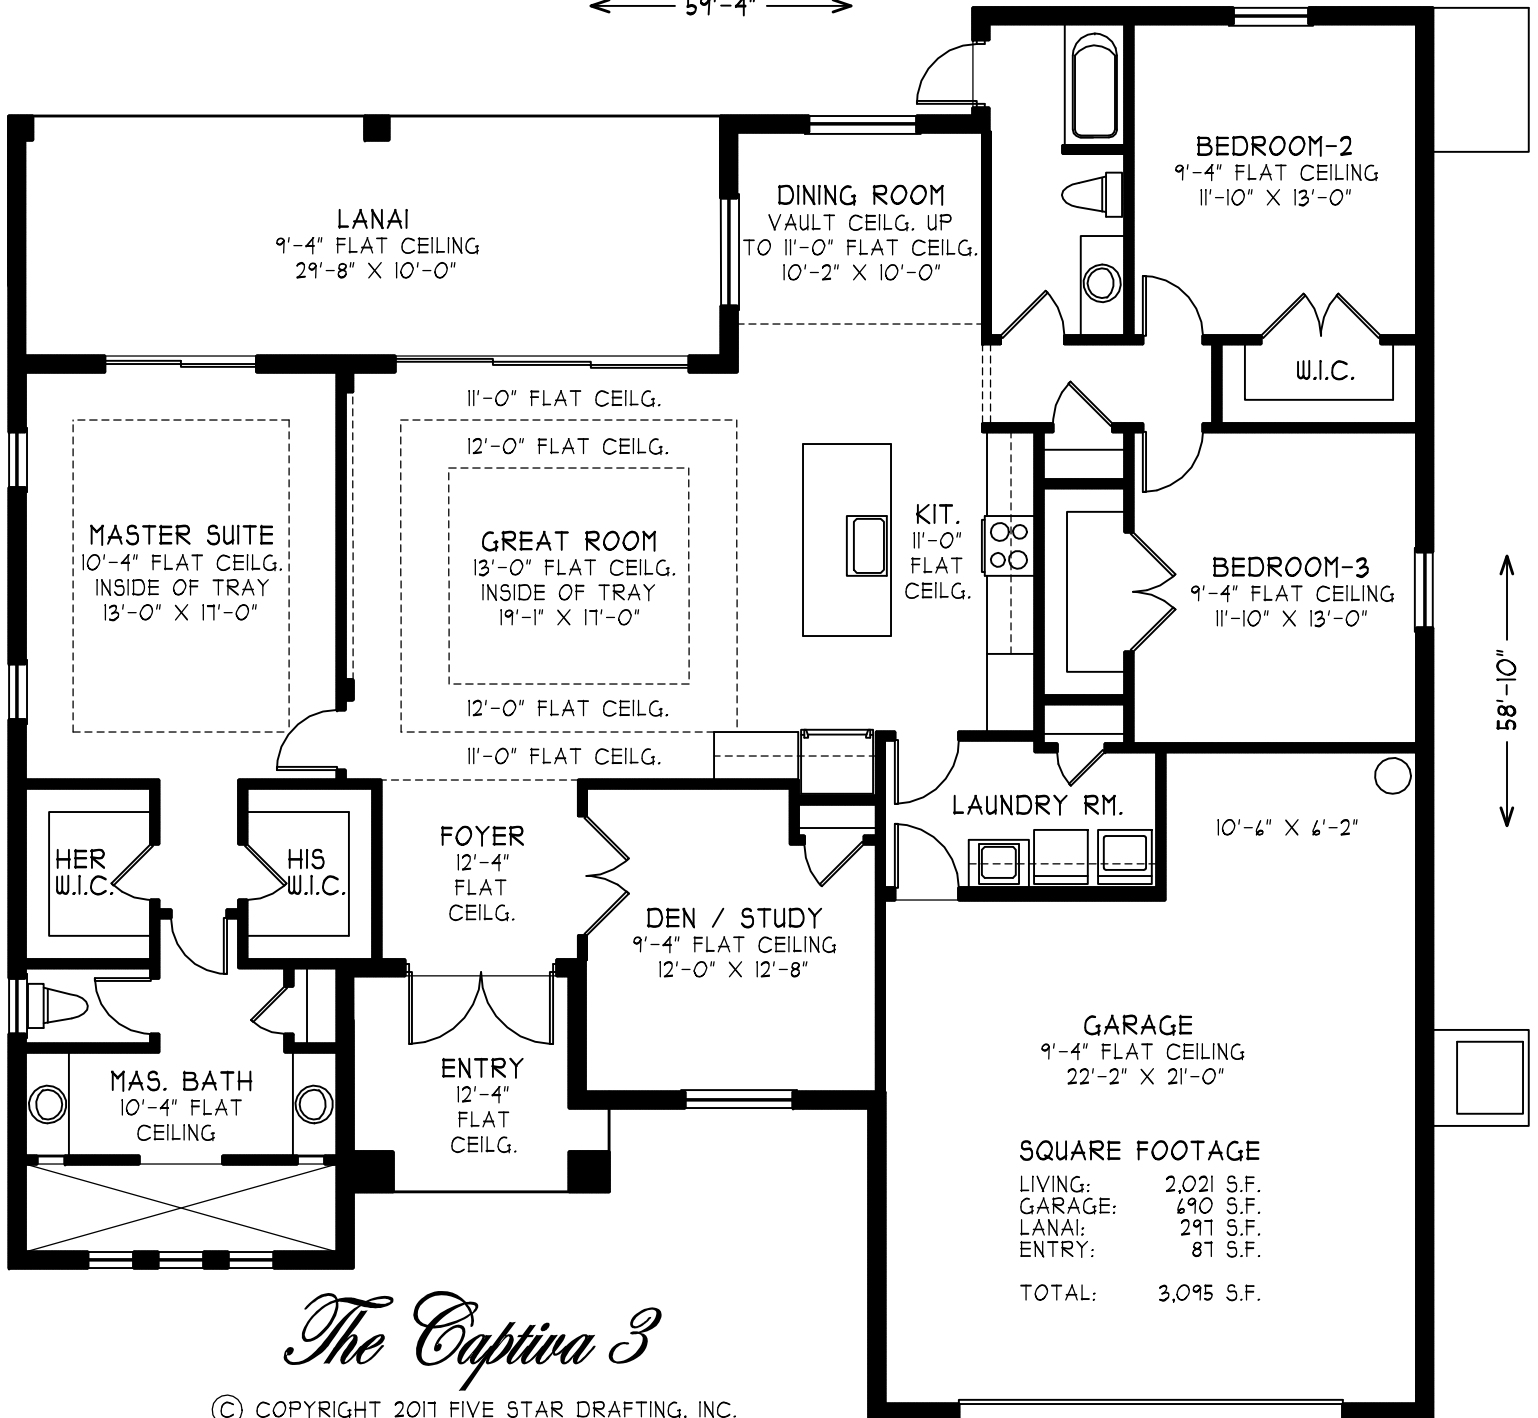 59'-4"
BEDROOM-2
9'-4" FLAT CEILING
11'-10" X 13'-0"
DINING ROOM
VAULT CEILG. UP
TO 11'-0" FLAT CEILG.
10'-2" X 10'-0"
LANAI
9'-4" FLAT CEILING
29'-8" X 10'-0"
W.I.C.
11'-0" FLAT CEILG.
12'-0" FLAT CEILG.
MASTER SUITE
10'-4" FLAT CEILG.
INSIDE OF TRAY
13'-0" X 17'-0"
GREAT ROOM
13'-0" FLAT CEILG.
INSIDE OF TRAY
19'-1" X 17'-0"
KIT.
11'-0"
FLAT
CEILG.
BEDROOM-3
9'-4" FLAT CEILING
11'-10" X 13'-0"
58'-10"
12'-0" FLAT CEILG.
11'-0" FLAT CEILG.
LAUNDRY RM.
10'-6" X 6'-2"
HER
W.I.C.
HIS
W.I.C.
FOYER
12'-4"
FLAT
CEILG.
DEN / STUDY
9'-4" FLAT CEILING
12'-0" X 12'-8"
GARAGE
9'-4" FLAT CEILING
22'-2" X 21'-0"
MAS. BATH
10'-4" FLAT
CEILING
ENTRY
12'-4"
FLAT
CEILG.
SQUARE FOOTAGE
LIVING: 2,021 S.F.
GARAGE: 690 S.F.
LANAI: 297 S.F.
ENTRY: 87 S.F.
TOTAL: 3,095 S.F.
The Captiva 3
© COPYRIGHT 2017 FIVE STAR DRAFTING, INC.